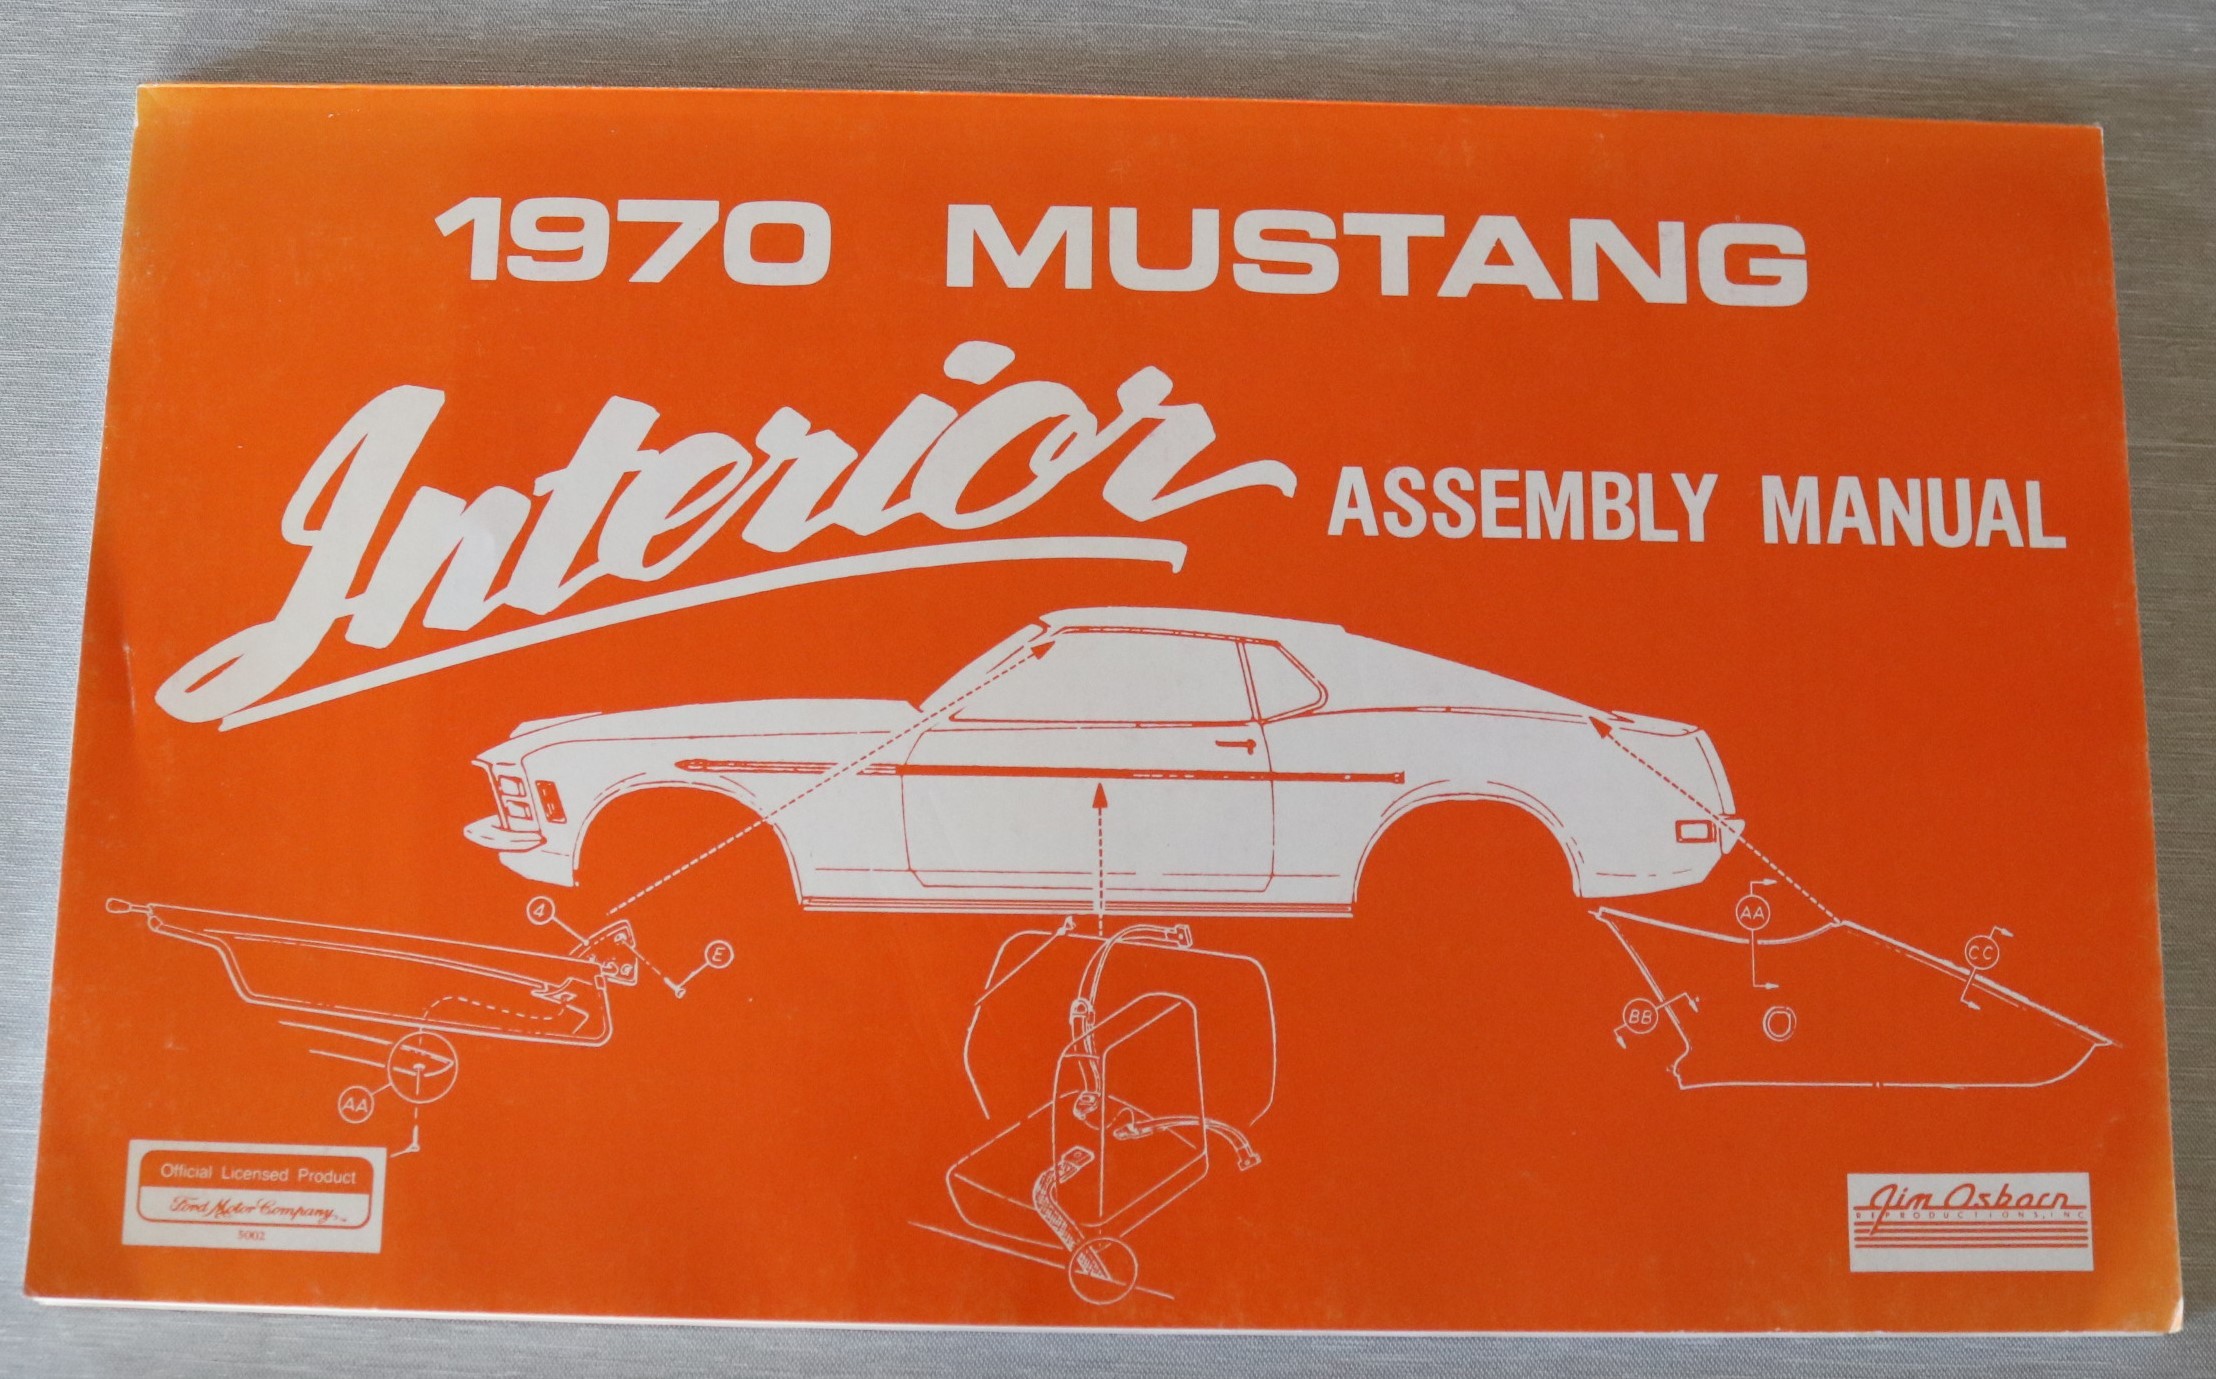 1970 MUSTANG
Interior
ASSEMBLY MANUAL
4
E
AA
AA
BB
CC
Official Licensed Product
Ford Motor Company
5002
Jim Osborn
REPRODUCTIONS, INC